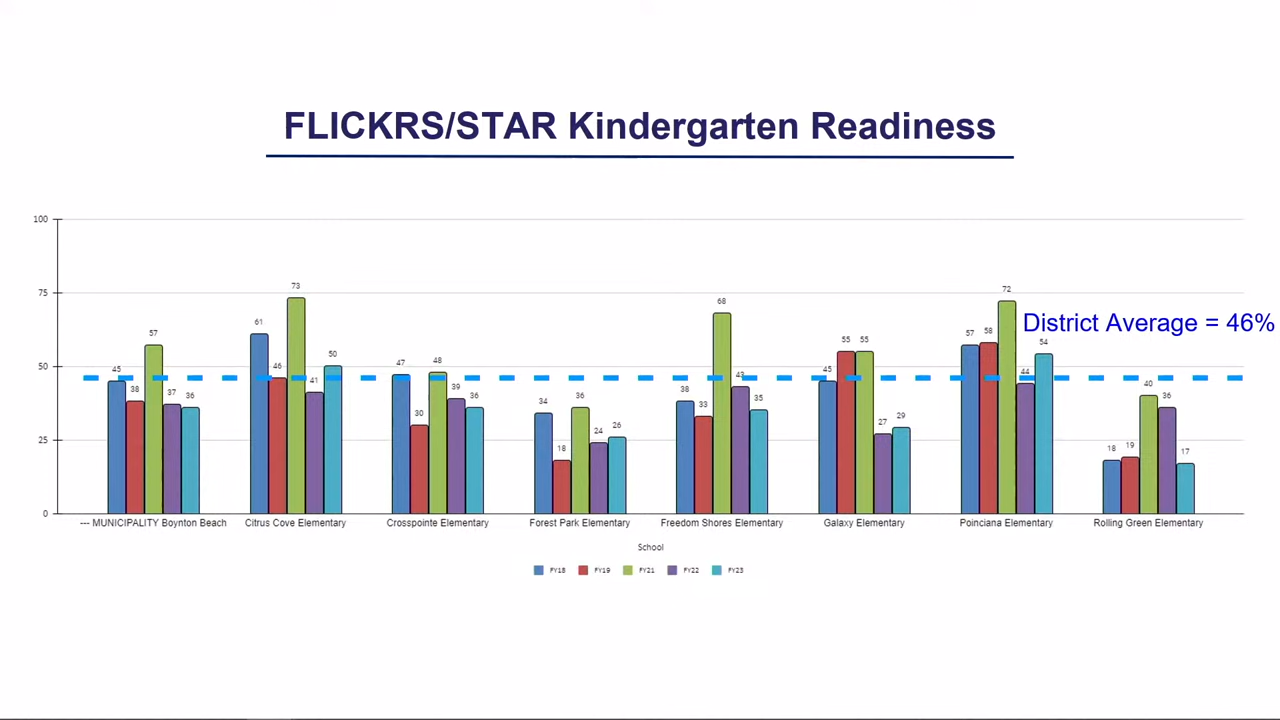 FLICKRS/STAR Kindergarten Readiness
100
75
50
25
0
45 38 57 37 36
61 46 73 41 50
47 30 48 39 36
34 18 36 24 26
38 33 68 43 35
45 55 55 27 29
57 58 72 44 54
18 19 40 36 17
District Average = 46%
--- MUNICIPALITY Boynton Beach
Citrus Cove Elementary
Crosspointe Elementary
Forest Park Elementary
Freedom Shores Elementary
Galaxy Elementary
Poinciana Elementary
Rolling Green Elementary
School
FY18 FY19 FY21 FY22 FY23